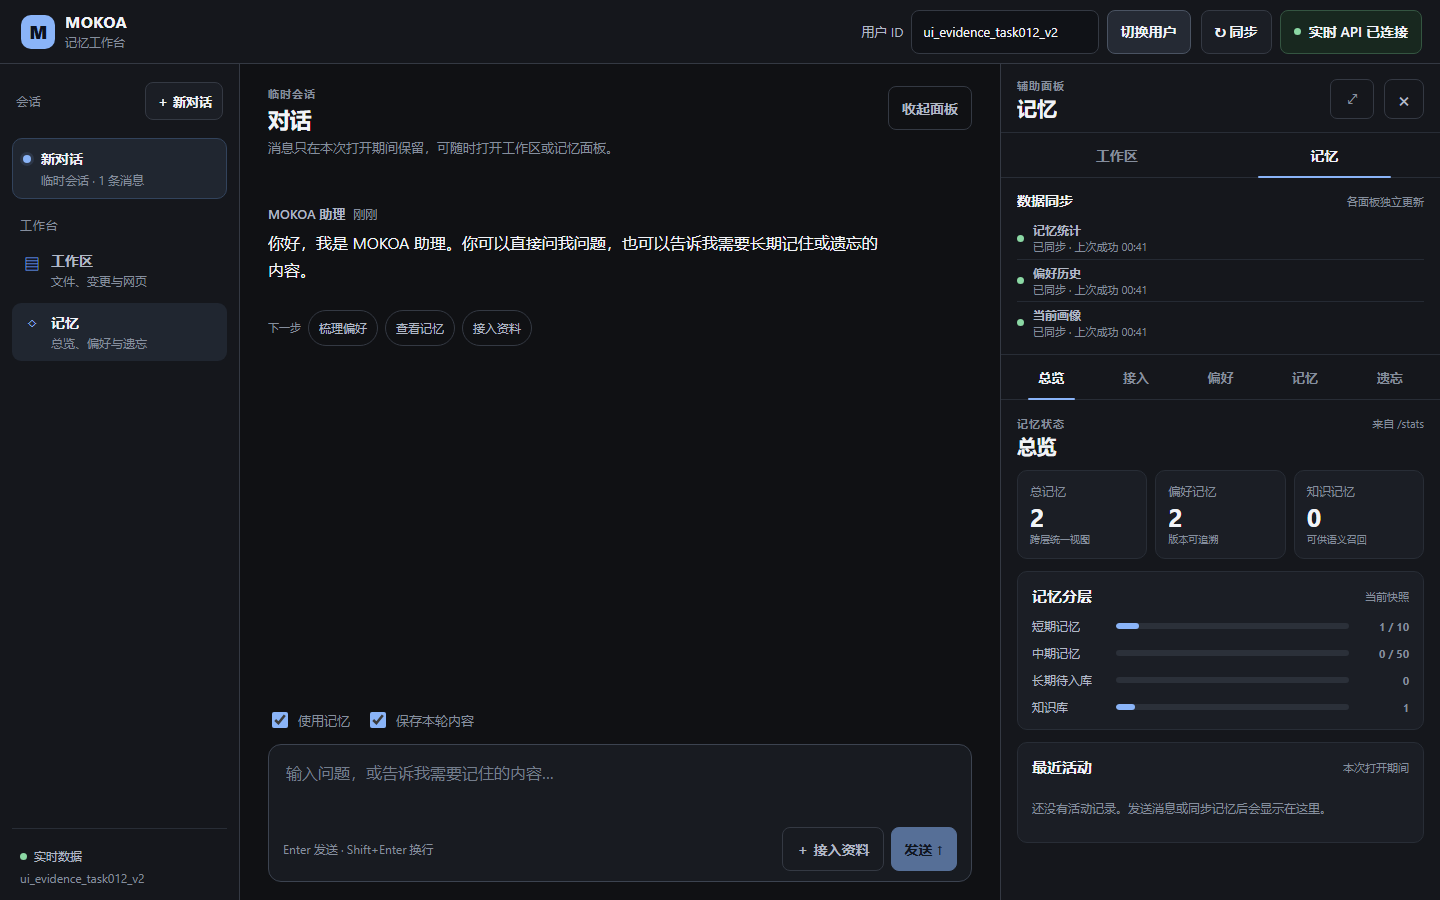 M
MOKOA
记忆工作台
用户 ID
ui_evidence_task012_v2
切换用户
↻ 同步
实时 API 已连接
会话
+ 新对话
新对话
临时会话 · 1 条消息
工作台
工作区
文件、变更与网页
记忆
总览、偏好与遗忘
实时数据
ui_evidence_task012_v2
临时会话
对话
消息只在本次打开期间保留，可随时打开工作区或记忆面板。
收起面板
MOKOA 助理 刚刚
你好，我是 MOKOA 助理。你可以直接问我问题，也可以告诉我需要长期记住或遗忘的
内容。
下一步 梳理偏好 查看记忆 接入资料
使用记忆 保存本轮内容
输入问题，或告诉我需要记住的内容...
Enter 发送 · Shift+Enter 换行
+ 接入资料
发送 ↑
辅助面板
记忆
工作区 记忆
数据同步 各面板独立更新
记忆统计
已同步 · 上次成功 00:41
偏好历史
已同步 · 上次成功 00:41
当前画像
已同步 · 上次成功 00:41
总览 接入 偏好 记忆 遗忘
记忆状态 来自 /stats
总览
总记忆
2
跨层统一视图
偏好记忆
2
版本可追溯
知识记忆
0
可供语义召回
记忆分层 当前快照
短期记忆 1 / 10
中期记忆 0 / 50
长期待入库 0
知识库 1
最近活动 本次打开期间
还没有活动记录。发送消息或同步记忆后会显示在这里。